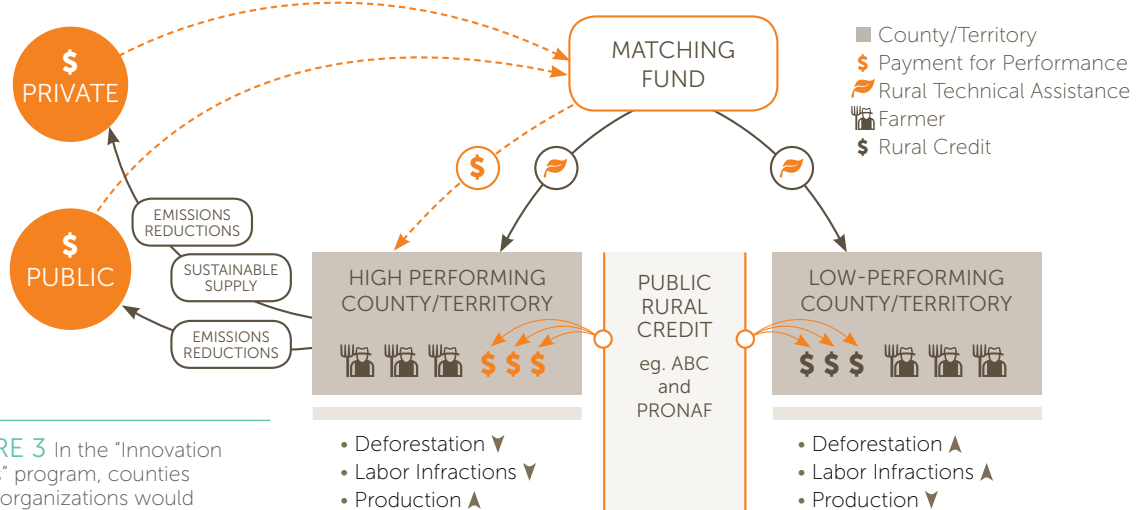 $
PRIVATE
MATCHING
FUND
County/Territory
$ Payment for Performance
Rural Technical Assistance
Farmer
$ Rural Credit
$
EMISSIONS
REDUCTIONS
$
PUBLIC
SUSTAINABLE
SUPPLY
EMISSIONS
REDUCTIONS
HIGH PERFORMING
COUNTY/TERRITORY
$ $ $
PUBLIC
RURAL
CREDIT
eg. ABC
and
PRONAF
LOW-PERFORMING
COUNTY/TERRITORY
$ $ $
• Deforestation
• Labor Infractions
• Production
• Deforestation
• Labor Infractions
• Production
3 In the “Innovation
program, counties
organizations would